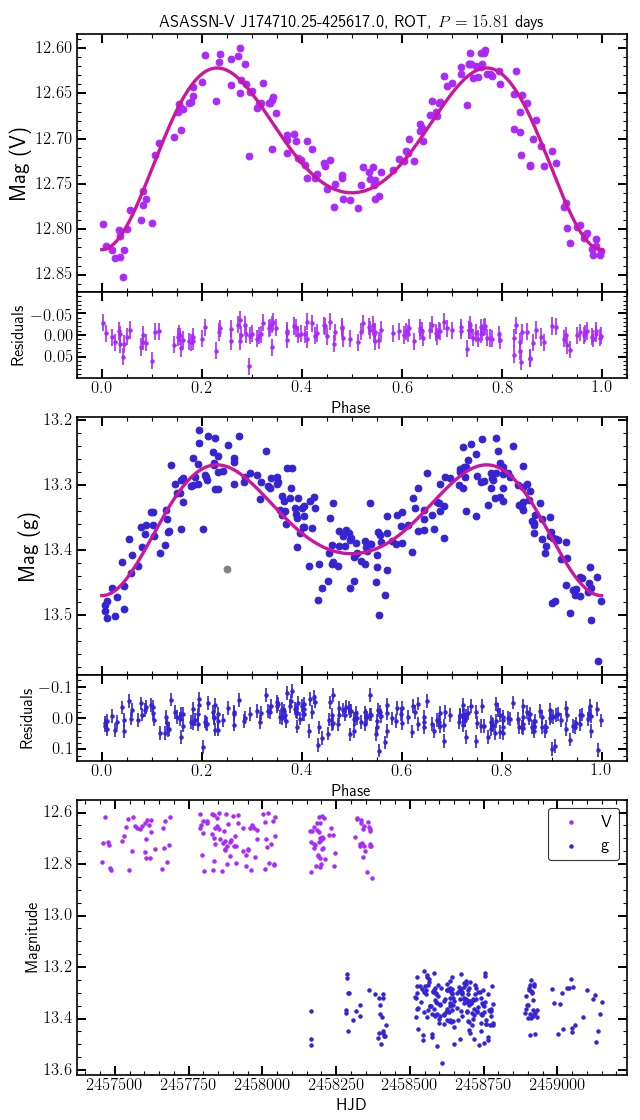 ASASSN-V J174710.25-425617.0, ROT, P = 15.81 days
12.60
12.65
12.70
12.75
12.80
12.85
Mag (V)
−0.05
0.00
0.05
Residuals
0.0 0.2 0.4 0.6 0.8 1.0
Phase
13.2
13.3
13.4
13.5
Mag (g)
−0.1
0.0
0.1
Residuals
0.0 0.2 0.4 0.6 0.8 1.0
Phase
12.6
12.8
13.0
13.2
13.4
13.6
Magnitude
V
g
2457500 2457750 2458000 2458250 2458500 2458750 2459000
HJD